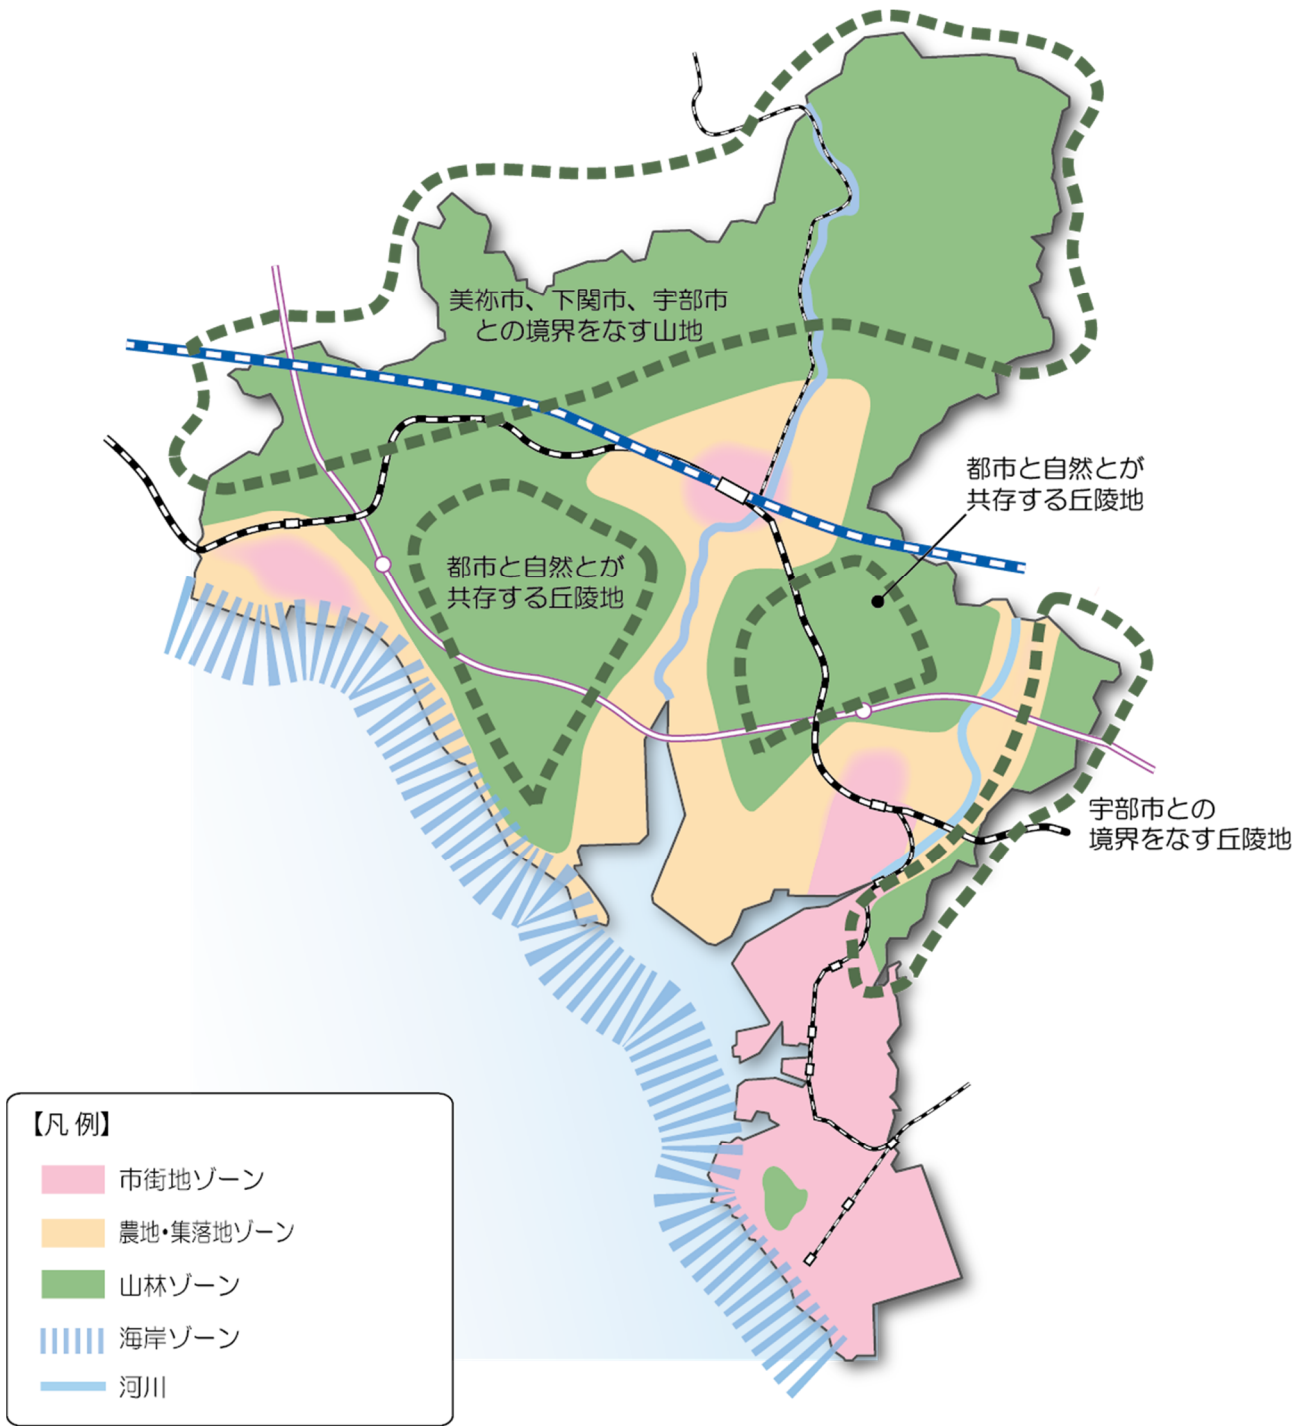 美祢市、下関市、宇部市
との境界をなす山地
都市と自然とが
共存する丘陵地
都市と自然とが
共存する丘陵地
宇部市との
境界をなす丘陵地
【凡 例】
市街地ゾーン
農地・集落地ゾーン
山林ゾーン
海岸ゾーン
河川